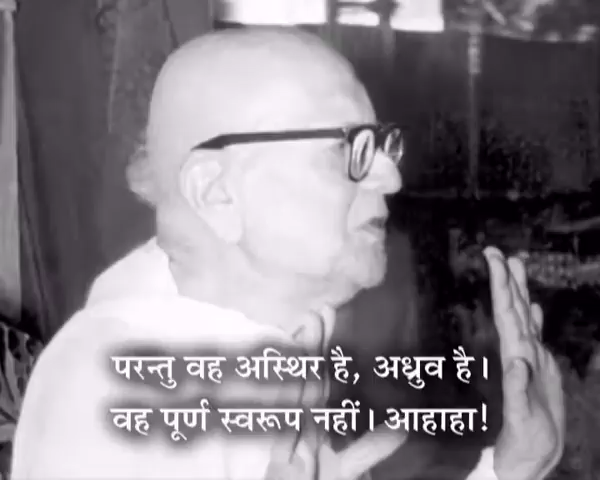 परन्तु वह अस्थिर है, अध्रुव है।
वह पूर्ण स्वरूप नहीं। आहाहा!